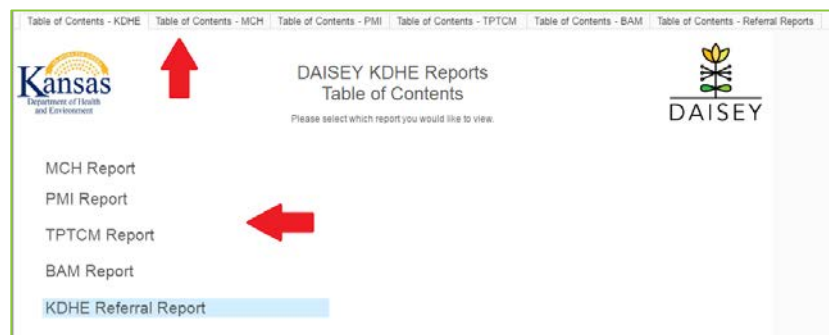 Table of Contents - KDHE Table of Contents - MCH Table of Contents - PMI Table of Contents - TPTCM Table of Contents - BAM Table of Contents - Referral Reports
Kansas
Department of Health
and Environment
DAISEY KDHE Reports
Table of Contents
Please select which report you would like to view.
DAISEY
MCH Report
PMI Report
TPTCM Report
BAM Report
KDHE Referral Report